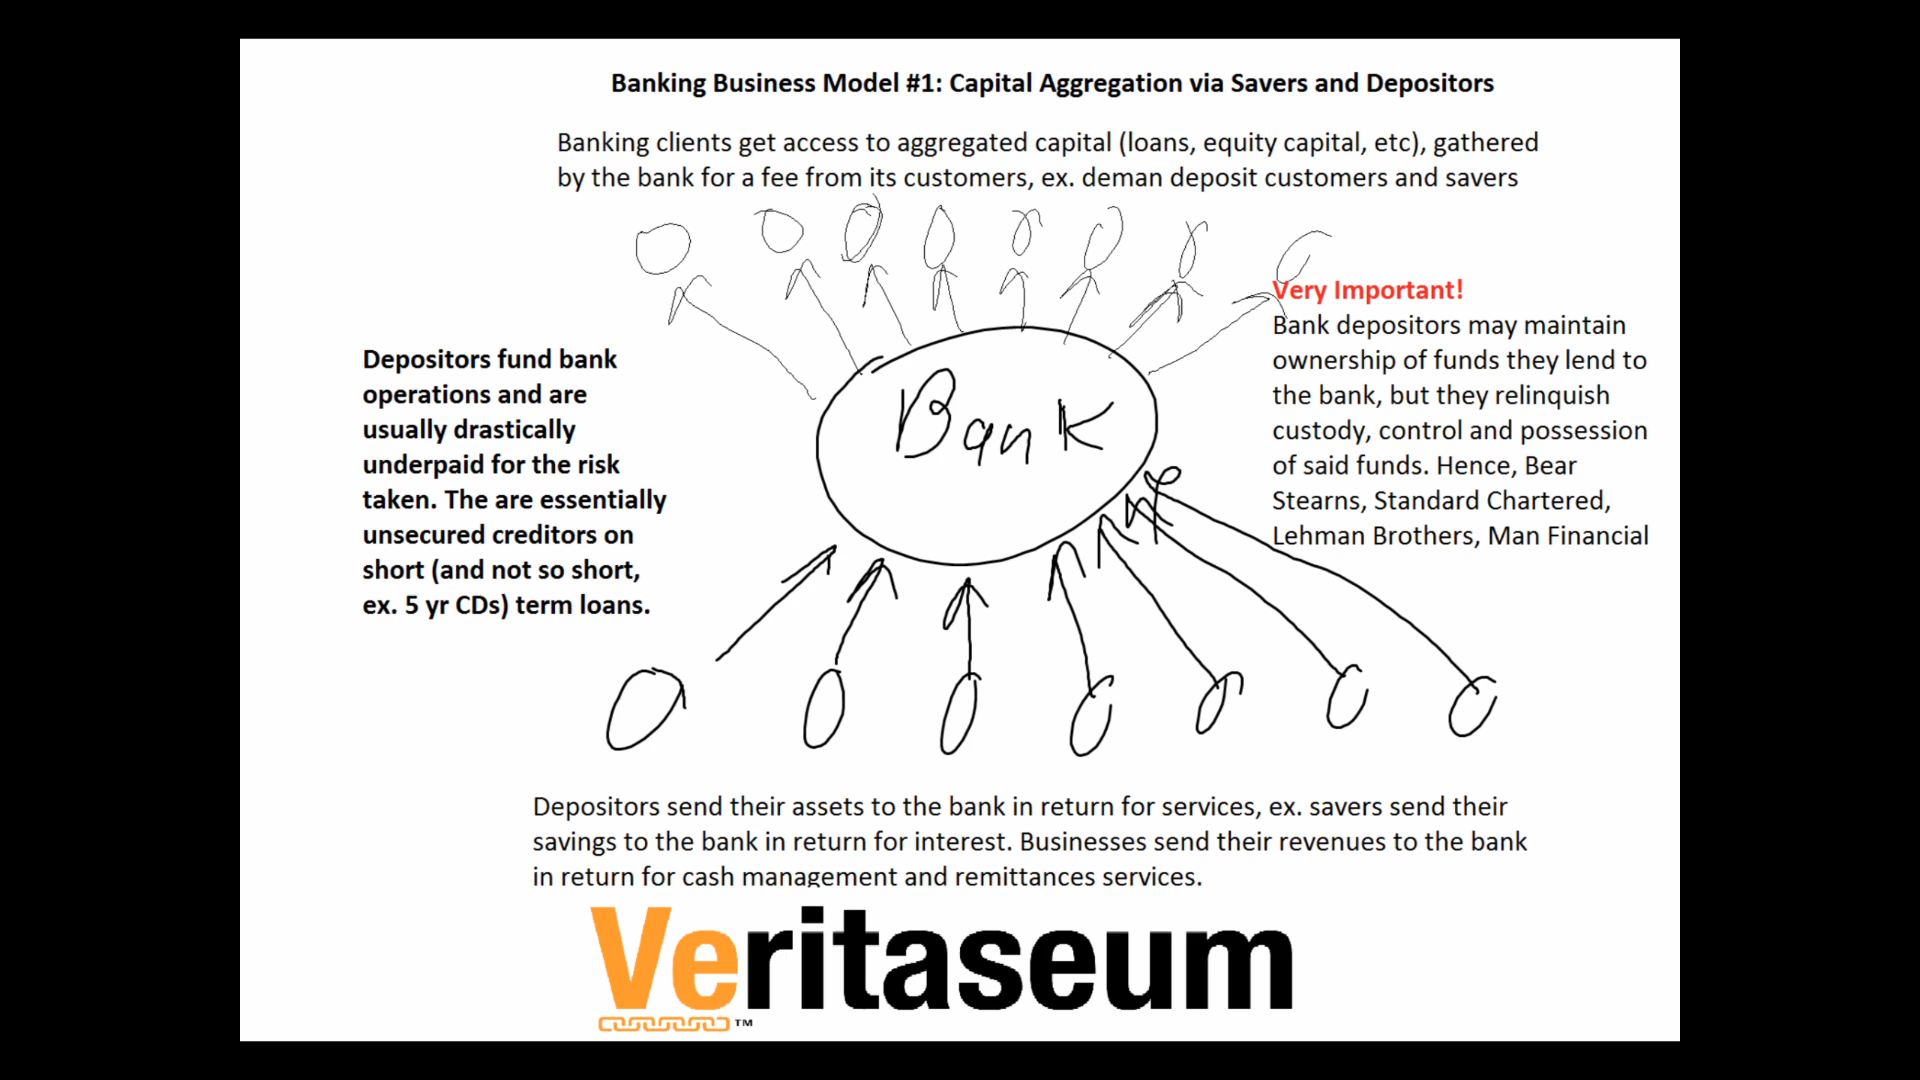 Banking Business Model #1: Capital Aggregation via Savers and Depositors
Banking clients get access to aggregated capital (loans, equity capital, etc), gathered
by the bank for a fee from its customers, ex. deman deposit customers and savers
Depositors fund bank
operations and are
usually drastically
underpaid for the risk
taken. The are essentially
unsecured creditors on
short (and not so short,
ex. 5 yr CDs) term loans.
Bank
Very Important!
Bank depositors may maintain
ownership of funds they lend to
the bank, but they relinquish
custody, control and possession
of said funds. Hence, Bear
Stearns, Standard Chartered,
Lehman Brothers, Man Financial
Depositors send their assets to the bank in return for services, ex. savers send their
savings to the bank in return for interest. Businesses send their revenues to the bank
in return for cash management and remittances services.
Veritaseum
TM